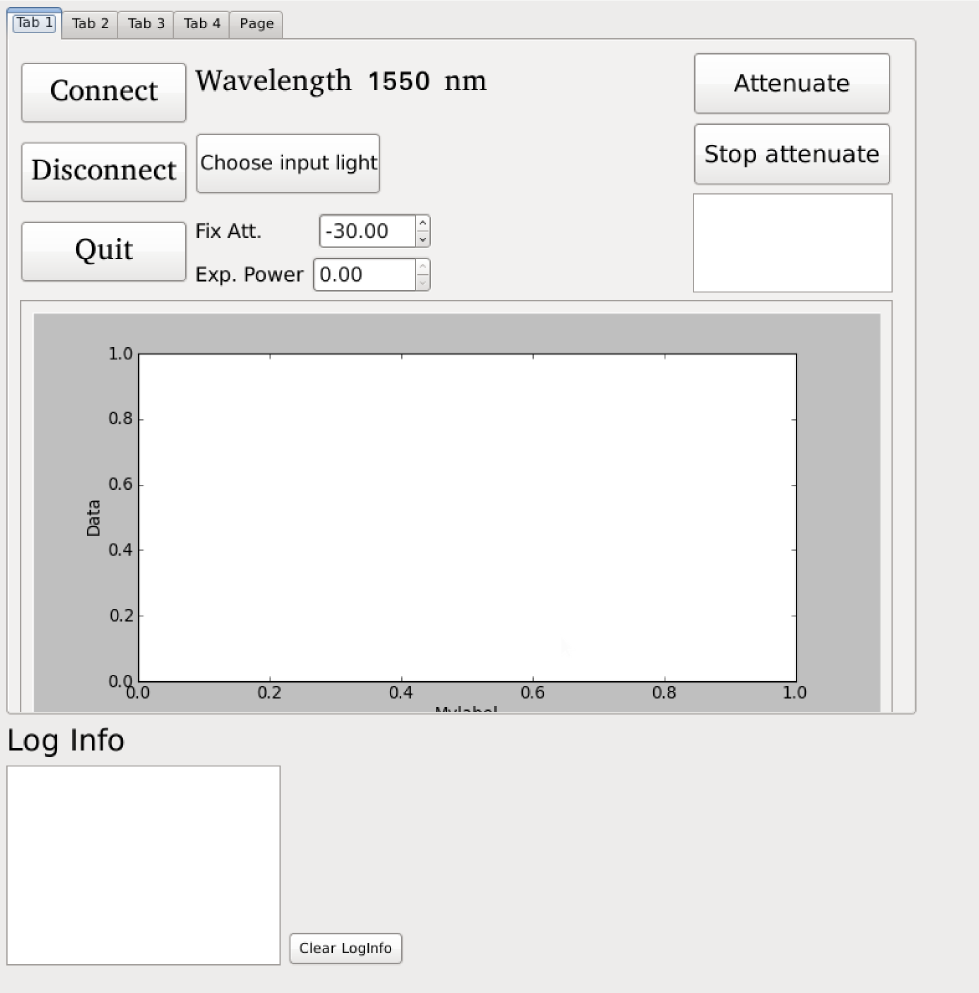 Tab 1 Tab 2 Tab 3 Tab 4 Page
Connect Wavelength 1550 nm Attenuate
Disconnect Choose input light Stop attenuate
Quit Fix Att. -30.00
Exp. Power 0.00
1.0
0.8
0.6
Data
0.4
0.2
0.0
0.0 0.2 0.4 0.6 0.8 1.0
Mylabel
Log Info
Clear LogInfo